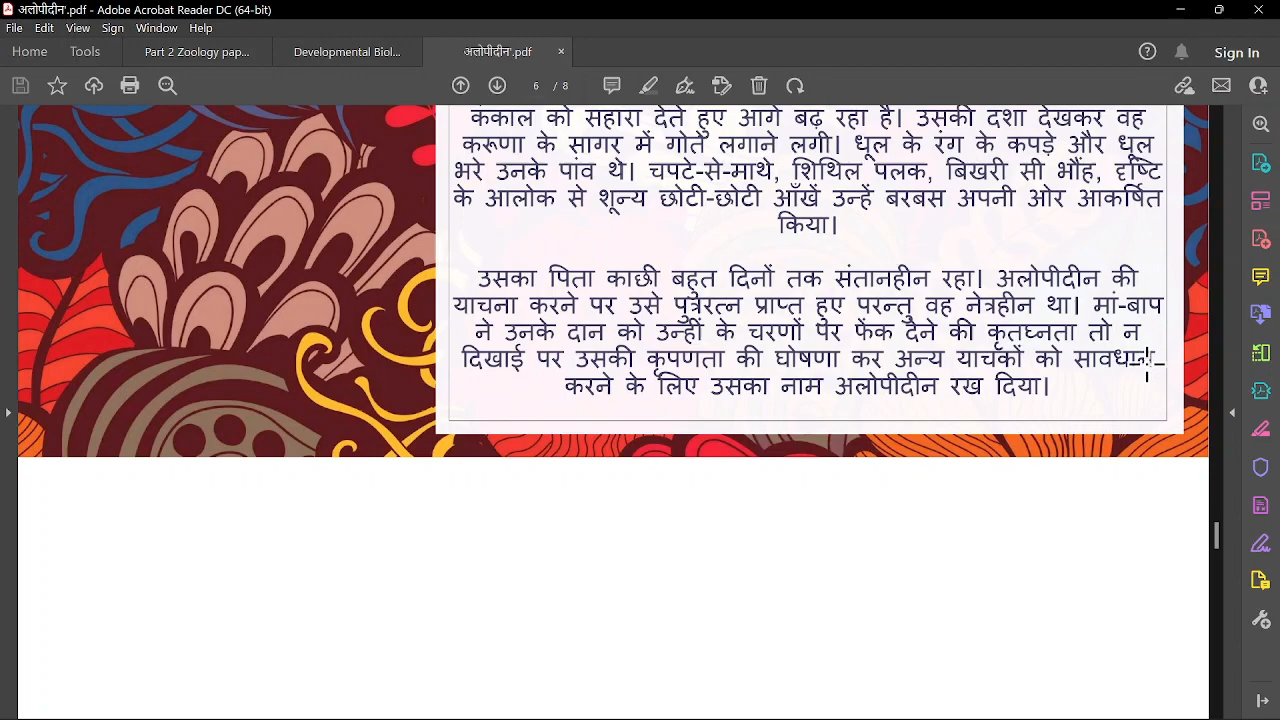 अलोपीदीन'.pdf - Adobe Acrobat Reader DC (64-bit)
File Edit View Sign Window Help
Home Tools Part 2 Zoology pap... Developmental Biol... अलोपीदीन'.pdf × Sign In
6 / 8
कंकाल को सहारा देते हुए आगे बढ़ रहा है। उसकी दशा देखकर वह
करूणा के सागर में गोते लगाने लगी। धूल के रंग के कपड़े और धूल
भरे उनके पांव थे। चपटे-से-माथे, शिथिल पलक, बिखरी सी भौंह, दृष्टि
के आलोक से शून्य छोटी-छोटी आँखें उन्हें बरबस अपनी ओर आकर्षित
किया।
उसका पिता काछी बहुत दिनों तक संतानहीन रहा। अलोपीदीन की
याचना करने पर उसे पुत्ररत्न प्राप्त हुए परन्तु वह नेत्रहीन था। मां-बाप
ने उनके दान को उन्हीं के चरणों पर फेंक देने की कृतघ्नता तो न
दिखाई पर उसकी कृपणता की घोषणा कर अन्य याचकों को सावधान
करने के लिए उसका नाम अलोपीदीन रख दिया।